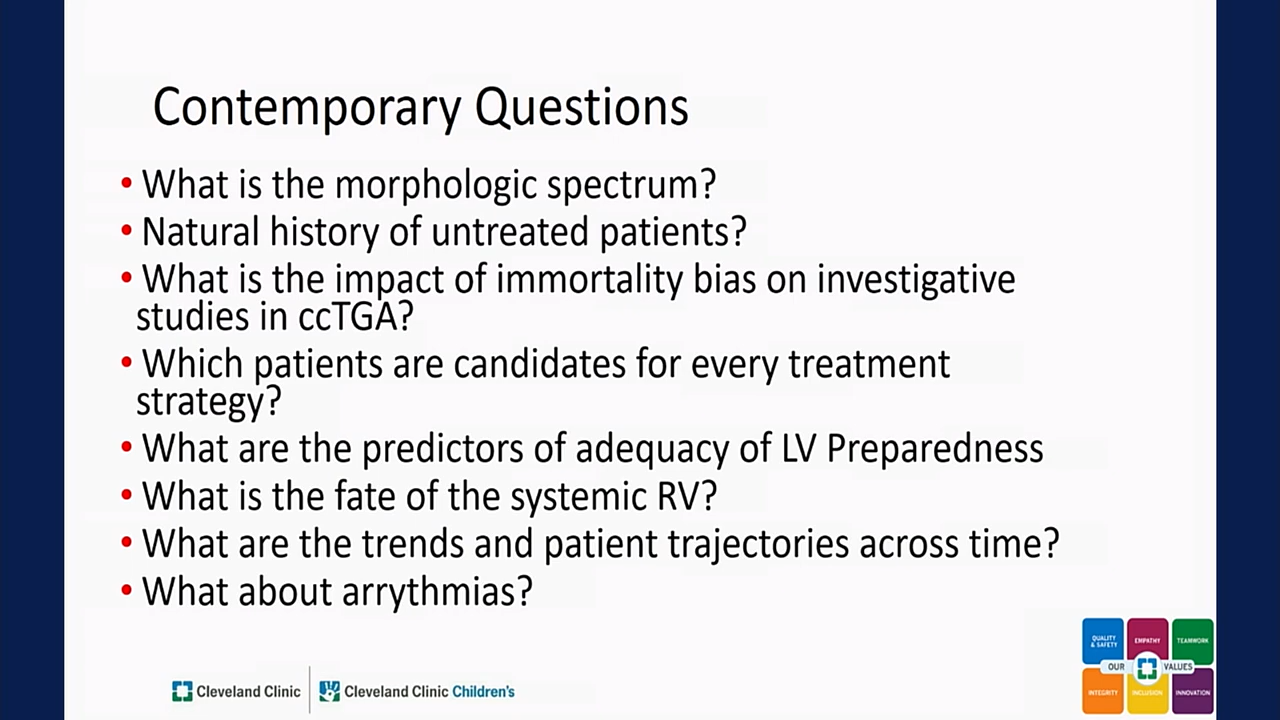 Contemporary Questions
• What is the morphologic spectrum?
• Natural history of untreated patients?
• What is the impact of immortality bias on investigative
studies in ccTGA?
• Which patients are candidates for every treatment
strategy?
• What are the predictors of adequacy of LV Preparedness
• What is the fate of the systemic RV?
• What are the trends and patient trajectories across time?
• What about arrythmias?
Cleveland Clinic
Cleveland Clinic Children's
QUALITY
& SAFETY
EMPATHY
TEAMWORK
OUR VALUES
INTEGRITY
INCLUSION
INNOVATION